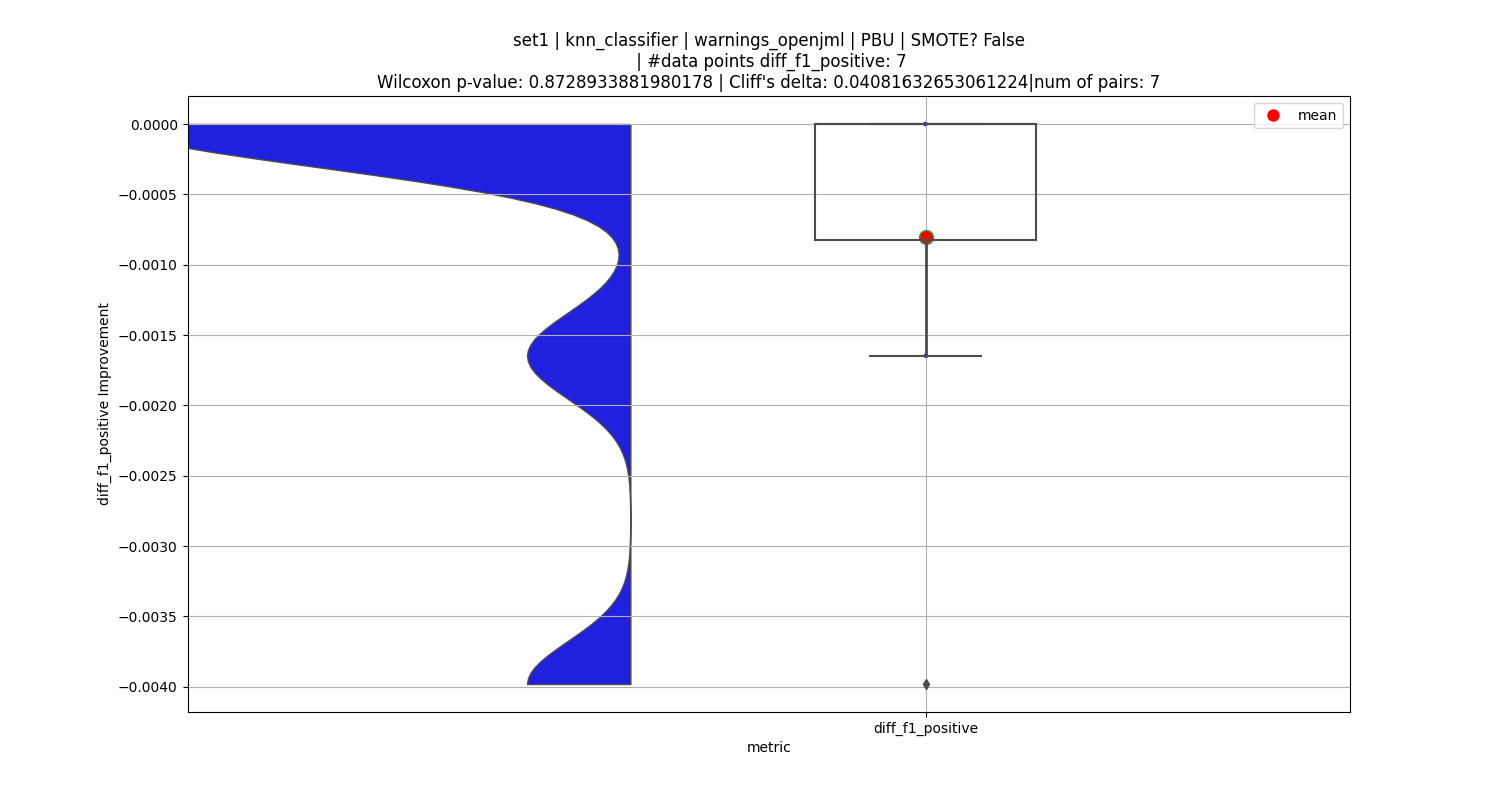 set1 | knn_classifier | warnings_openjml | PBU | SMOTE? False
| #data points diff_f1_positive: 7
Wilcoxon p-value: 0.8728933881980178 | Cliff's delta: 0.04081632653061224|num of pairs: 7
mean
0.0000
−0.0005
−0.0010
−0.0015
−0.0020
−0.0025
−0.0030
−0.0035
−0.0040
diff_f1_positive Improvement
diff_f1_positive
metric